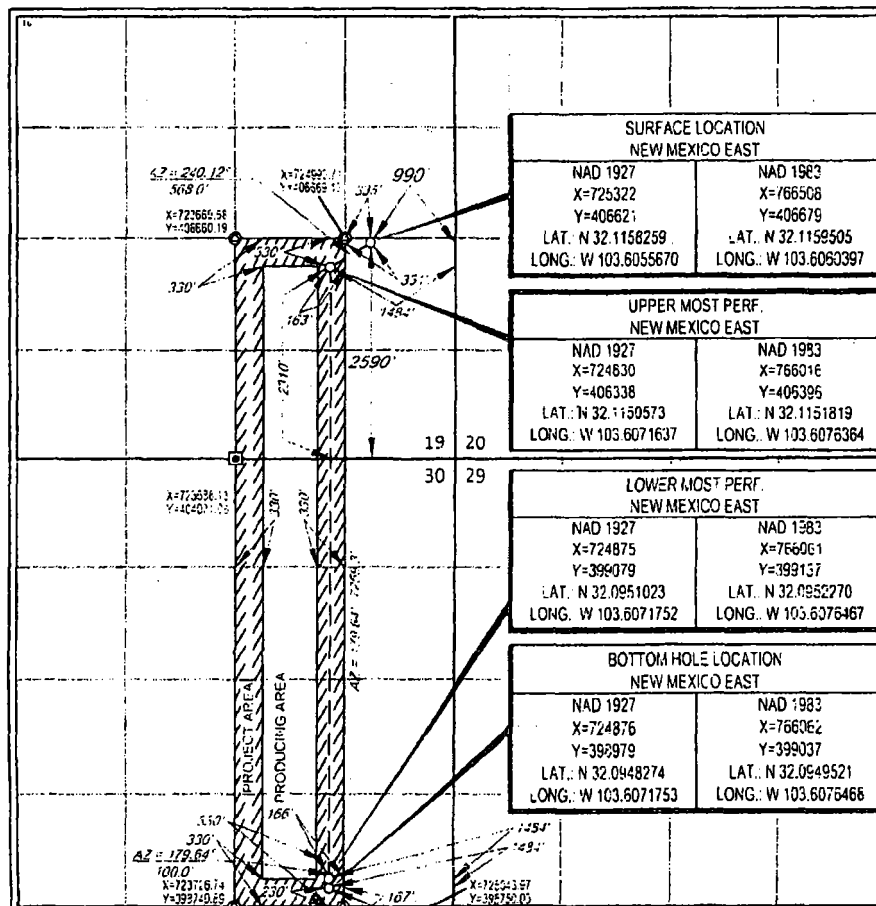 16
SURFACE LOCATION
NEW MEXICO EAST
NAD 1927
X=725322
Y=406621
LAT.: N 32.1158259
LONG.: W 103.6055670
NAD 1983
X=766508
Y=406679
LAT.: N 32.1159505
LONG.: W 103.6060397
AZ = 240.12°
568.0'
X=723669.58
Y=406660.19
990'
330'
330'
331'
163'
1484'
2310'
2590'
UPPER MOST PERF.
NEW MEXICO EAST
NAD 1927
X=724830
Y=406338
LAT.: N 32.1150573
LONG.: W 103.6071637
NAD 1983
X=766016
Y=406396
LAT.: N 32.1151819
LONG.: W 103.6076364
19 20
30 29
330'
330'
LOWER MOST PERF.
NEW MEXICO EAST
NAD 1927
X=724875
Y=399079
LAT.: N 32.0951023
LONG.: W 103.6071752
NAD 1983
X=766061
Y=399137
LAT.: N 32.0952270
LONG.: W 103.6076467
PROJECT AREA
PRODUCING AREA
BOTTOM HOLE LOCATION
NEW MEXICO EAST
NAD 1927
X=724876
Y=398979
LAT.: N 32.0948274
LONG.: W 103.6071753
NAD 1983
X=766062
Y=399037
LAT.: N 32.0949521
LONG.: W 103.6076468
330'
166'
330'
AZ = 179.64°
100.0'
1484'
167'